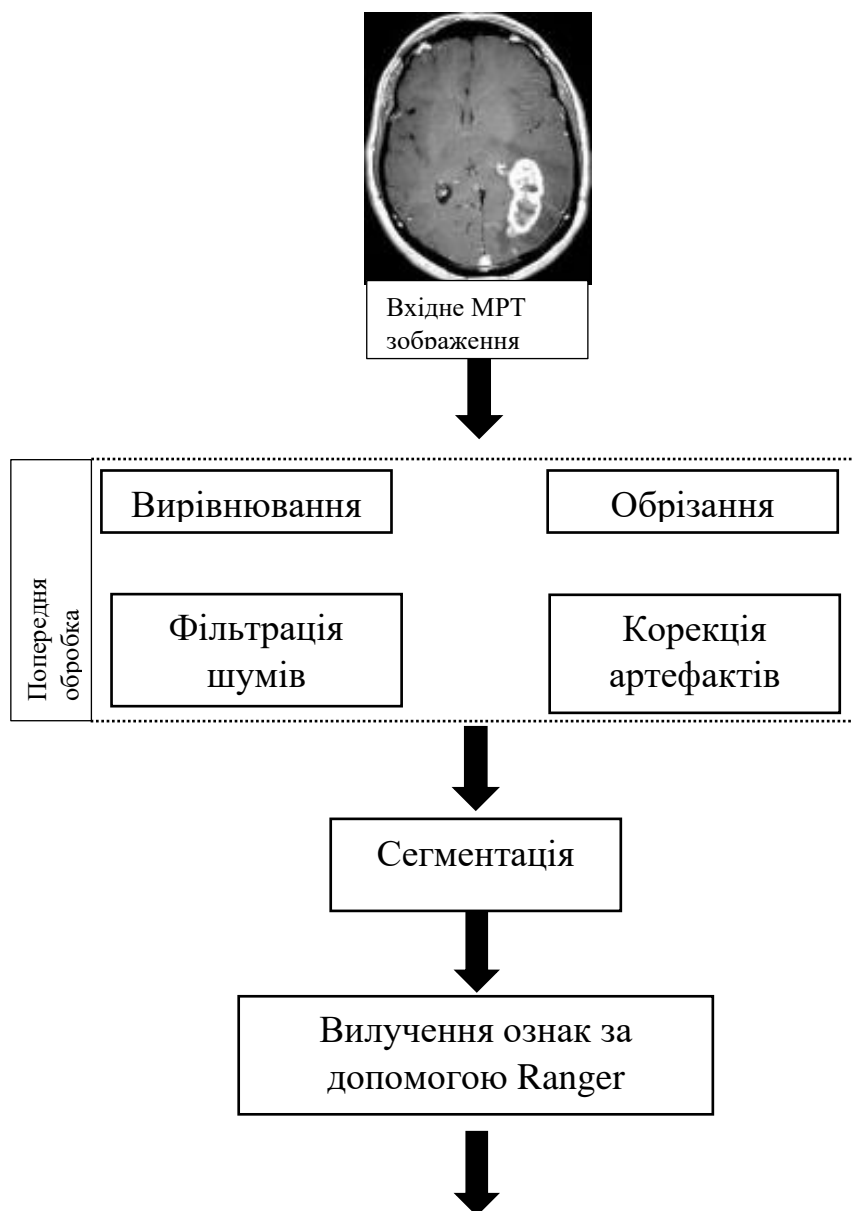 Вхідне МРТ
зображення
Попередня
обробка
Вирівнювання
Обрізання
Фільтрація
шумів
Корекція
артефактів
Сегментація
Вилучення ознак за
допомогою Ranger